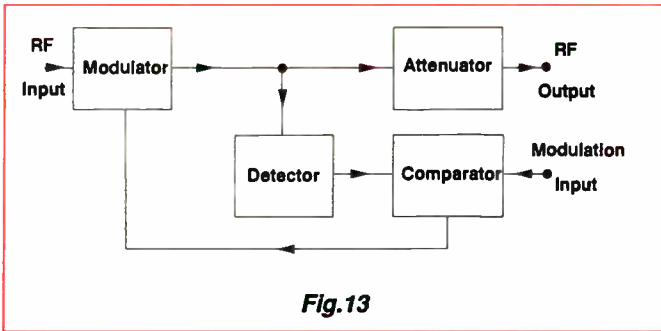 RF
Input
Modulator
Attenuator
RF
Output
Detector
Comparator
Modulation
Input
Fig.13